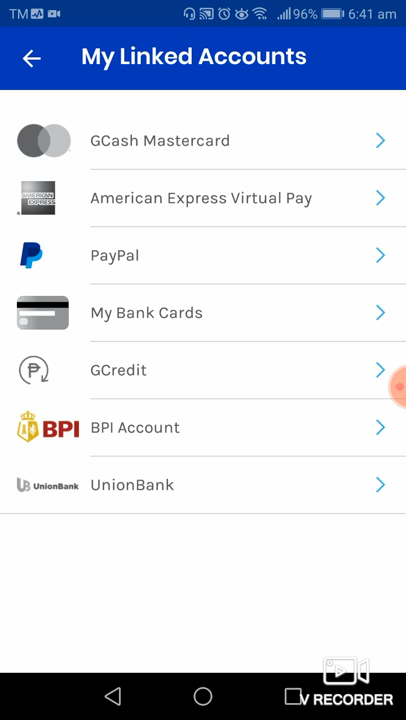 TM 96% 6:41 am
My Linked Accounts
GCash Mastercard
AMERICAN EXPRESS
American Express Virtual Pay
PayPal
My Bank Cards
GCredit
BPI BPI Account
UnionBank UnionBank
V RECORDER